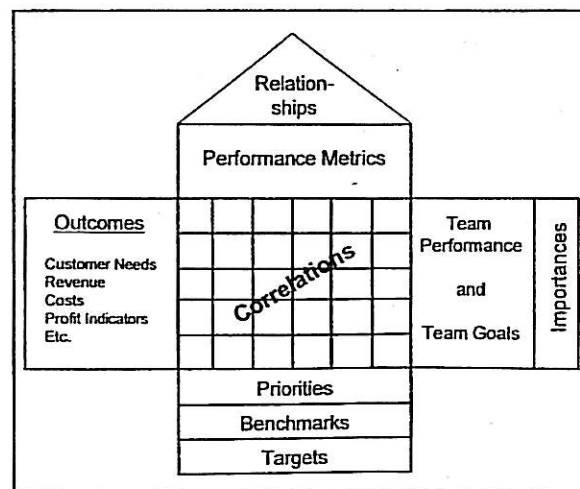 Relation-
ships
Performance Metrics
Outcomes
Customer Needs
Revenue
Costs
Profit Indicators
Etc.
Correlations
Team
Performance
and
Team Goals
Importances
Priorities
Benchmarks
Targets